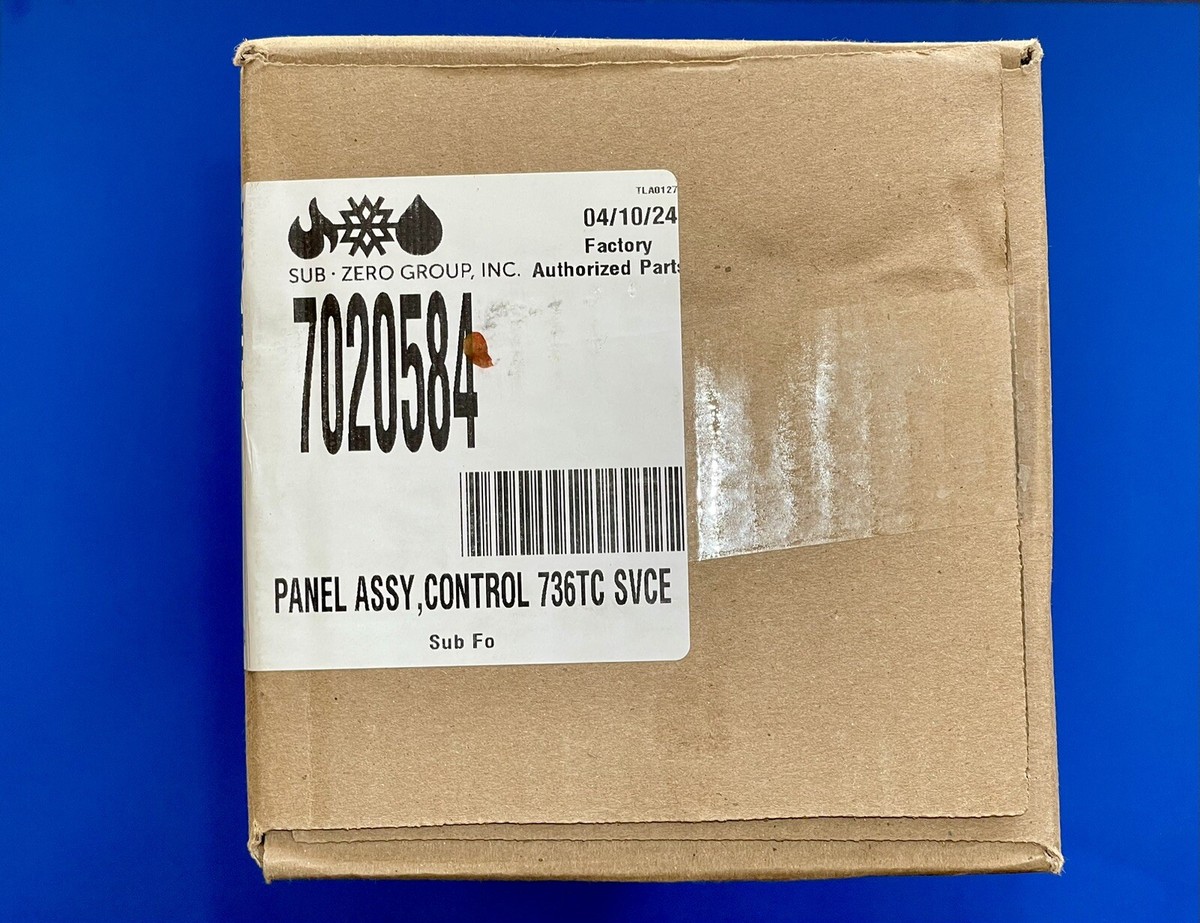 TLA0127
04/10/24
Factory
SUB · ZERO GROUP, INC. Authorized Parts
7020584
PANEL ASSY,CONTROL 736TC SVCE
Sub Fo